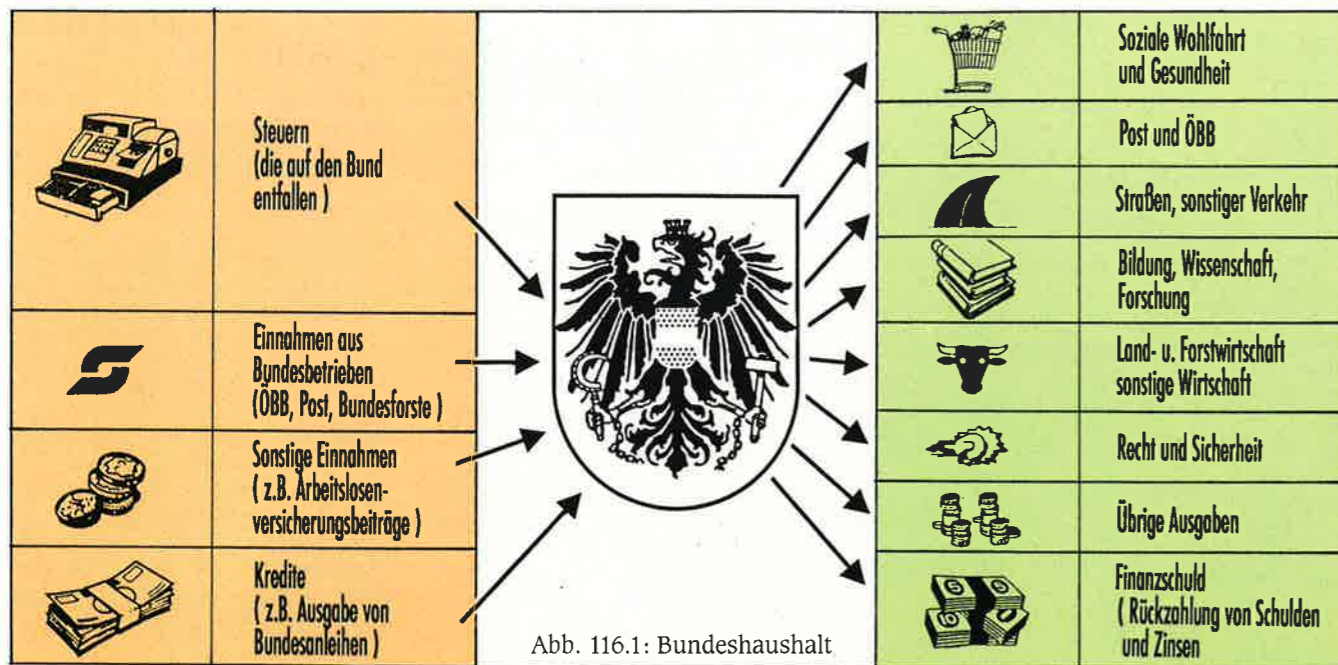 Steuern
(die auf den Bund
entfallen )
Einnahmen aus
Bundesbetrieben
(ÖBB, Post, Bundesforste )
Sonstige Einnahmen
( z.B. Arbeitslosen-
versicherungsbeiträge )
Kredite
( z.B. Ausgabe von
Bundesanleihen )
Abb. 116.1: Bundeshaushalt
Soziale Wohlfahrt
und Gesundheit
Post und ÖBB
Straßen, sonstiger Verkehr
Bildung, Wissenschaft,
Forschung
Land- u. Forstwirtschaft
sonstige Wirtschaft
Recht und Sicherheit
Übrige Ausgaben
Finanzschuld
( Rückzahlung von Schulden
und Zinsen